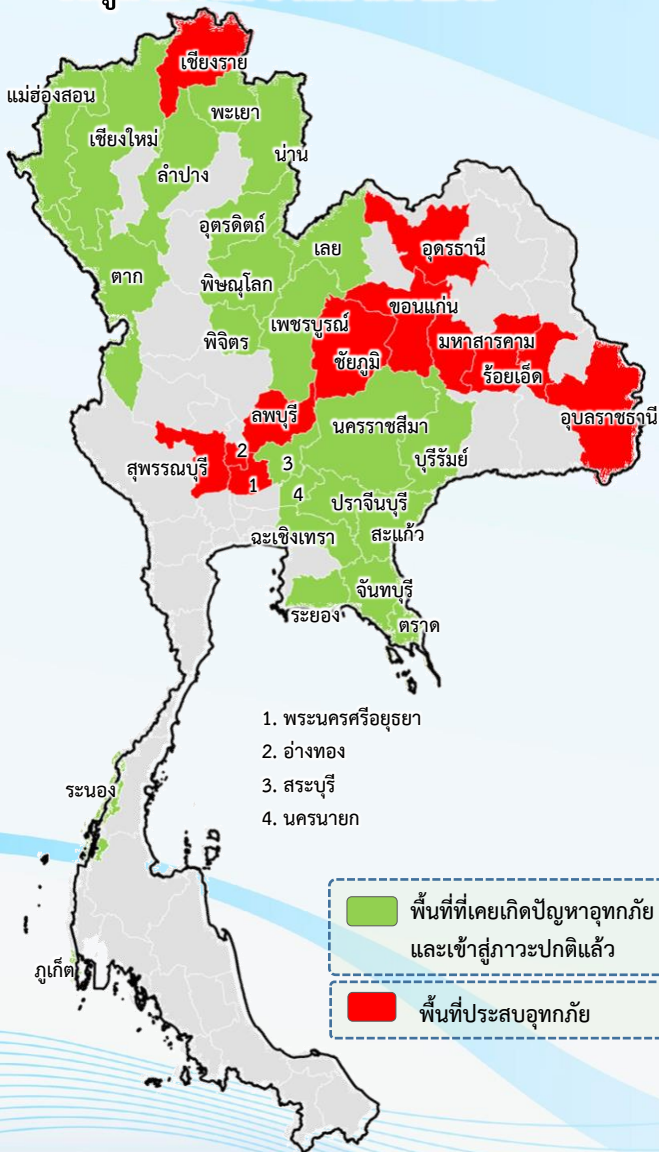 เชียงราย
แม่ฮ่องสอน
พะเยา
เชียงใหม่
น่าน
ลำปาง
อุตรดิตถ์
เลย
อุดรธานี
ตาก
พิษณุโลก
ขอนแก่น
เพชรบูรณ์
พิจิตร
มหาสารคาม
ชัยภูมิ
ร้อยเอ็ด
ลพบุรี
นครราชสีมา
อุบลราชธานี
2
สุพรรณบุรี
3
บุรีรัมย์
1
4
ปราจีนบุรี
ฉะเชิงเทรา
สะแก้ว
จันทบุรี
ระยอง
ตราด
1. พระนครศรีอยุธยา
2. อ่างทอง
3. สระบุรี
4. นครนายก
ระนอง
ภูเก็ต
พื้นที่ที่เคยเกิดปัญหาอุทกภัย
และเข้าสู่ภาวะปกติแล้ว
พื้นที่ประสบอุทกภัย